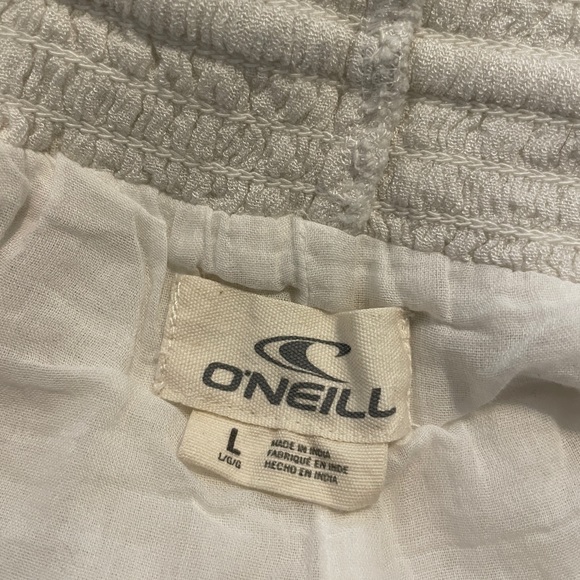 O'NEILL
L
L/G/G
MADE IN INDIA
FABRIQUÉ EN INDE
HECHO EN INDIA